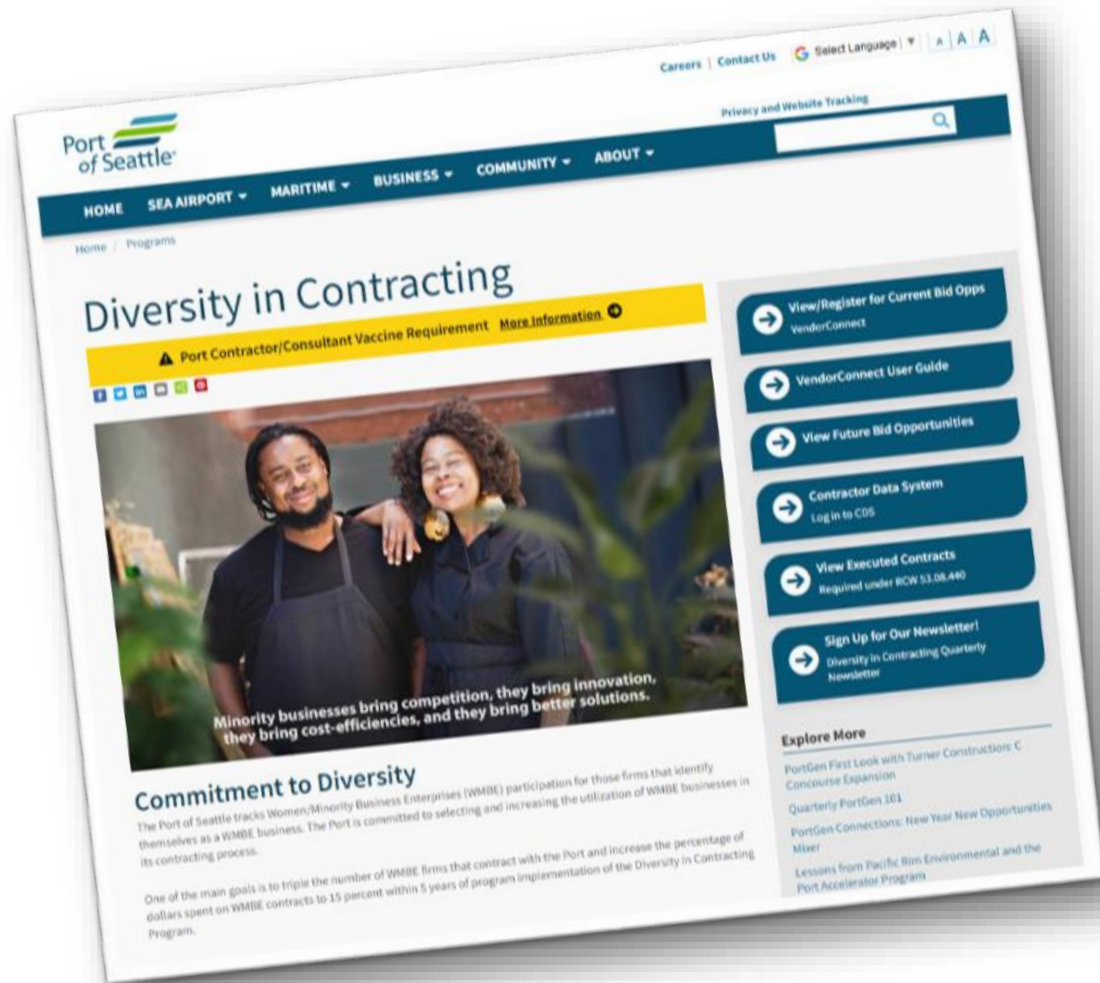 Careers | Contact Us
Select Language
A A A
Port
of Seattle
Privacy and Website Tracking
HOME SEA AIRPORT MARITIME BUSINESS COMMUNITY ABOUT
Home / Programs
Diversity in Contracting
Port Contractor/Consultant Vaccine Requirement More Information
Minority businesses bring competition, they bring innovation,
they bring cost-efficiencies, and they bring better solutions.
Commitment to Diversity
The Port of Seattle tracks Women/Minority Business Enterprises (WMBE) participation for those firms that identify
themselves as a WMBE business. The Port is committed to selecting and increasing the utilization of WMBE businesses in
its contracting process.
One of the main goals is to triple the number of WMBE firms that contract with the Port and increase the percentage of
dollars spent on WMBE contracts to 15 percent within 5 years of program implementation of the Diversity in Contracting
Program.
View/Register for Current Bid Opps
VendorConnect
VendorConnect User Guide
View Future Bid Opportunities
Contractor Data System
Log in to CDS
View Executed Contracts
Required under RCW 53.08.440
Sign Up for Our Newsletter!
Diversity in Contracting Quarterly
Newsletter
Explore More
PortGen First Look with Turner Construction: C
Concourse Expansion
Quarterly PortGen 101
PortGen Connections: New Year New Opportunities
Mixer
Lessons from Pacific Rim Environmental and the
Port Accelerator Program